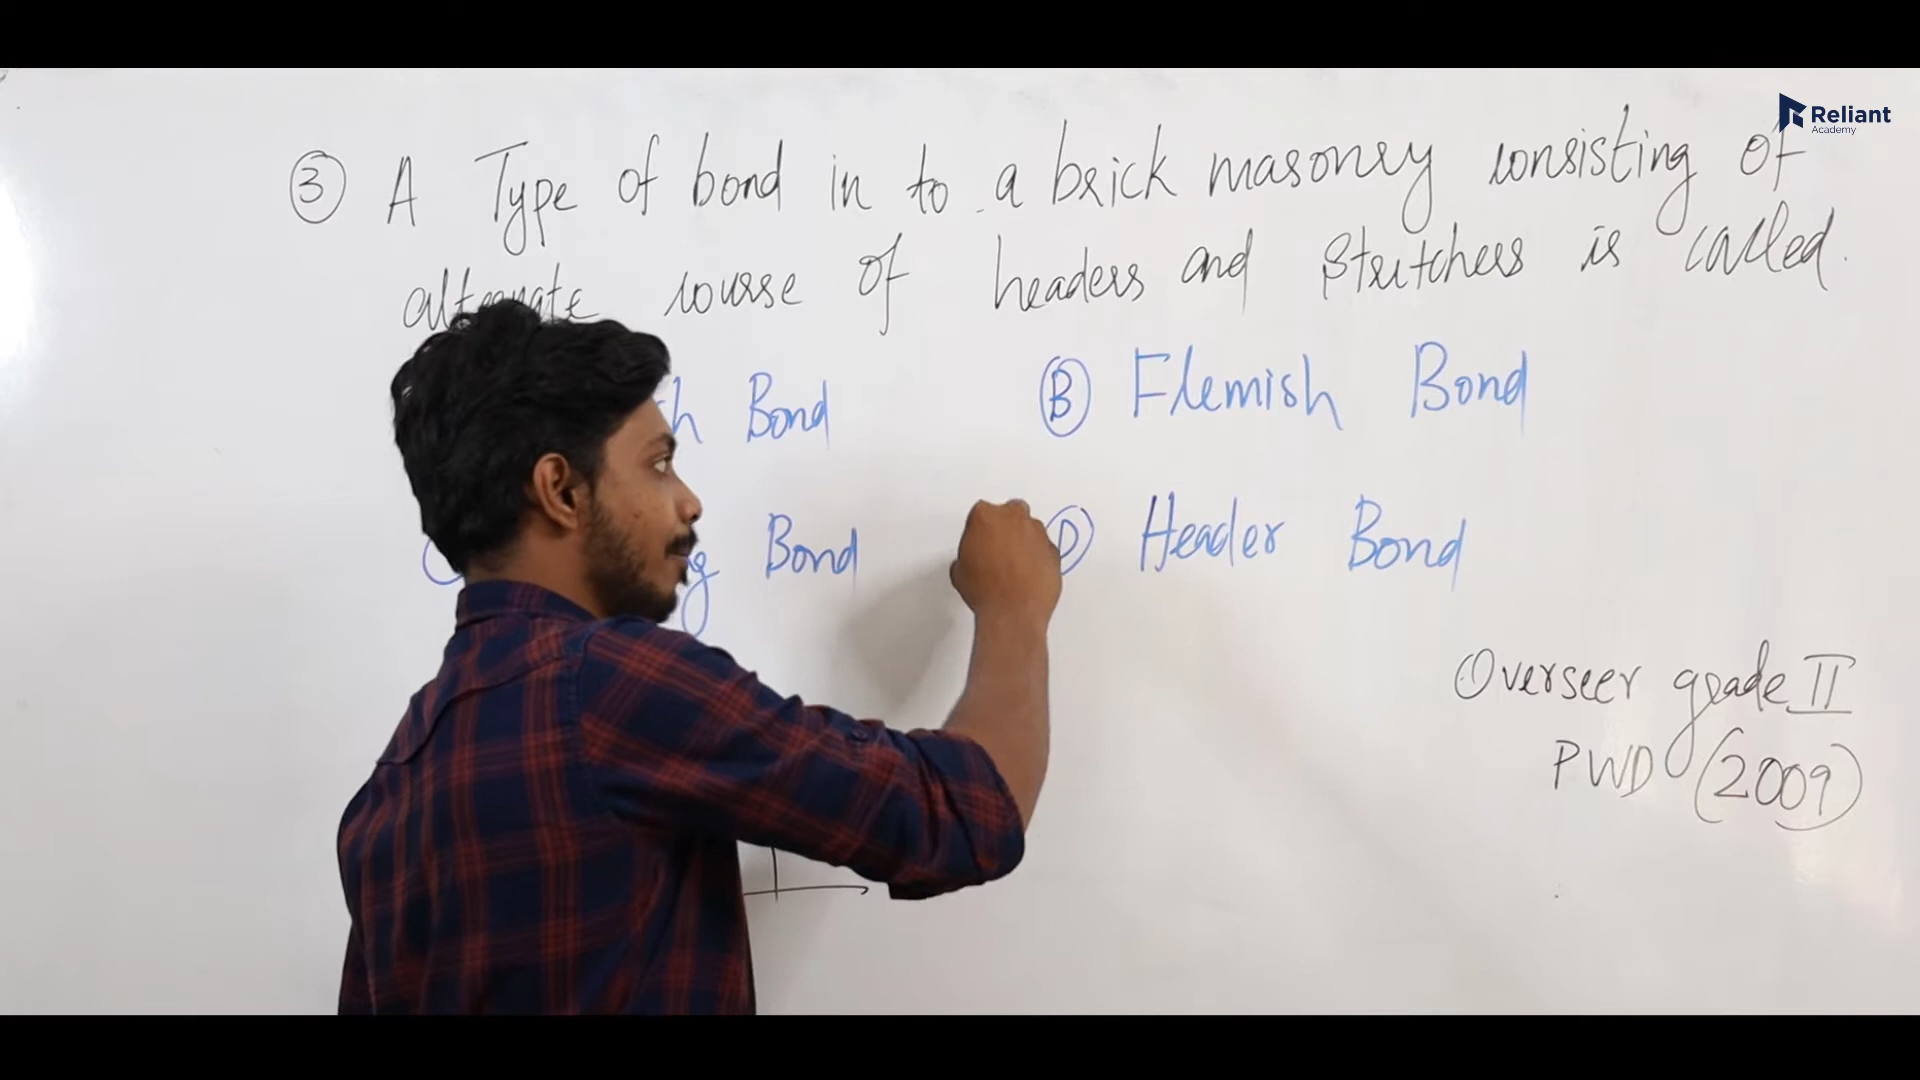 Reliant
Academy
③ A Type of bond in to a brick masonry consisting of
alternate course of headers and Stretchers is called.
Bond
Ⓑ Flemish Bond
Bond
Ⓓ Header Bond
Overseer grade II
PWD (2009)